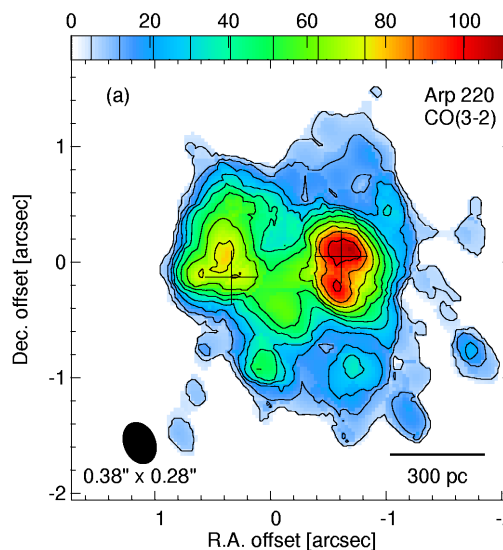 0 20 40 60 80 100
(a) Arp 220
CO(3-2)
1
0
-1
-2
Dec. offset [arcsec]
0.38" x 0.28"
300 pc
1 0 -1
R.A. offset [arcsec]